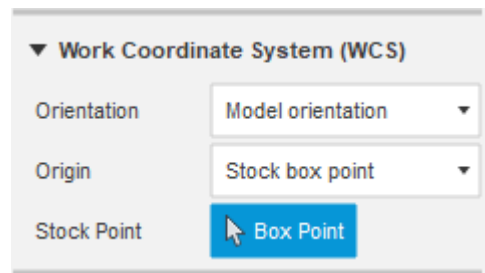 Work Coordinate System (WCS)
Orientation Model orientation
Origin Stock box point
Stock Point Box Point